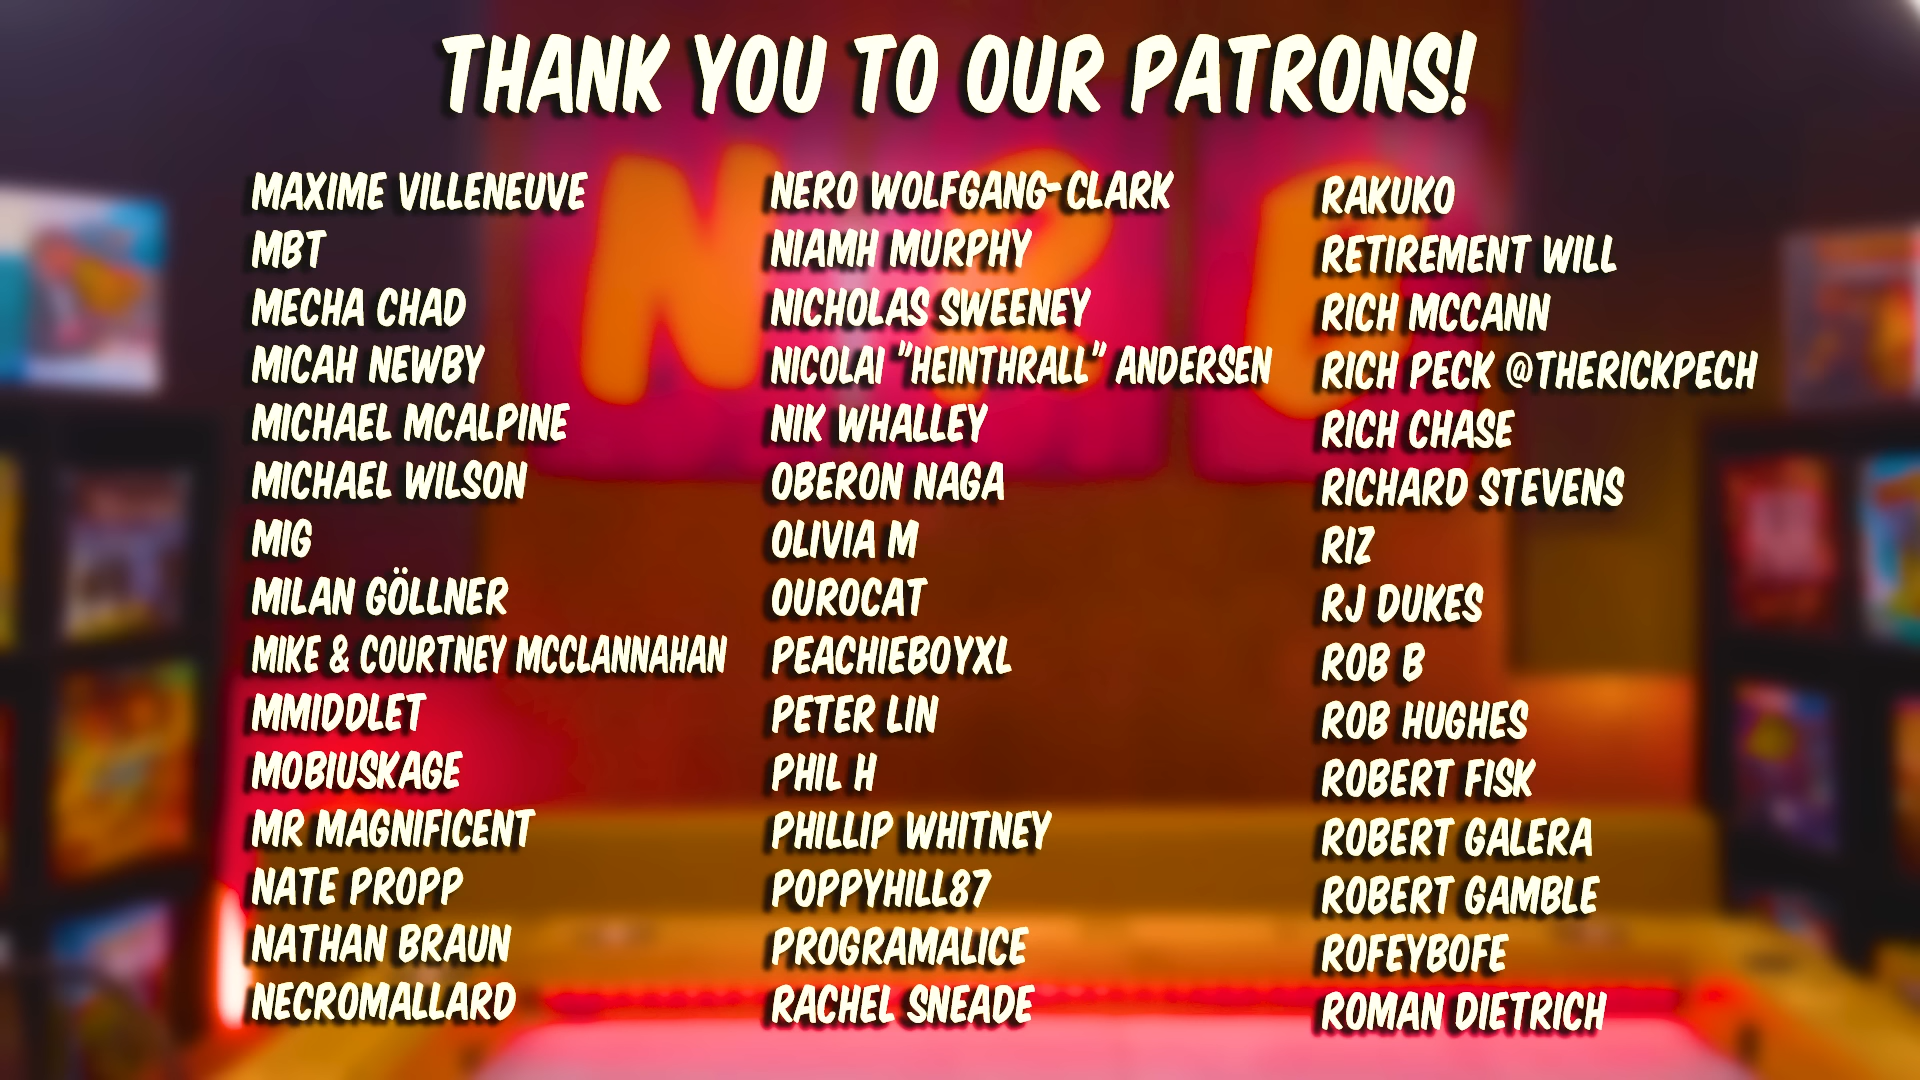 THANK YOU TO OUR PATRONS!
MAXIME VILLENEUVE
MBT
MECHA CHAD
MICAH NEWBY
MICHAEL MCALPINE
MICHAEL WILSON
MIG
MILAN GÖLLNER
MIKE & COURTNEY MCCLANNAHAN
MMIDDLET
MOBIUSKAGE
MR MAGNIFICENT
NATE PROPP
NATHAN BRAUN
NECROMALLARD
NERO WOLFGANG-CLARK
NIAMH MURPHY
NICHOLAS SWEENEY
NICOLAI "HEINTHRALL" ANDERSEN
NIK WHALLEY
OBERON NAGA
OLIVIA M
OUROCAT
PEACHIEBOYXL
PETER LIN
PHIL H
PHILLIP WHITNEY
POPPYHILL87
PROGRAMALICE
RACHEL SNEADE
RAKUKO
RETIREMENT WILL
RICH MCCANN
RICH PECK @THERICKPECH
RICH CHASE
RICHARD STEVENS
RIZ
RJ DUKES
ROB B
ROB HUGHES
ROBERT FISK
ROBERT GALERA
ROBERT GAMBLE
ROFEYBOFE
ROMAN DIETRICH